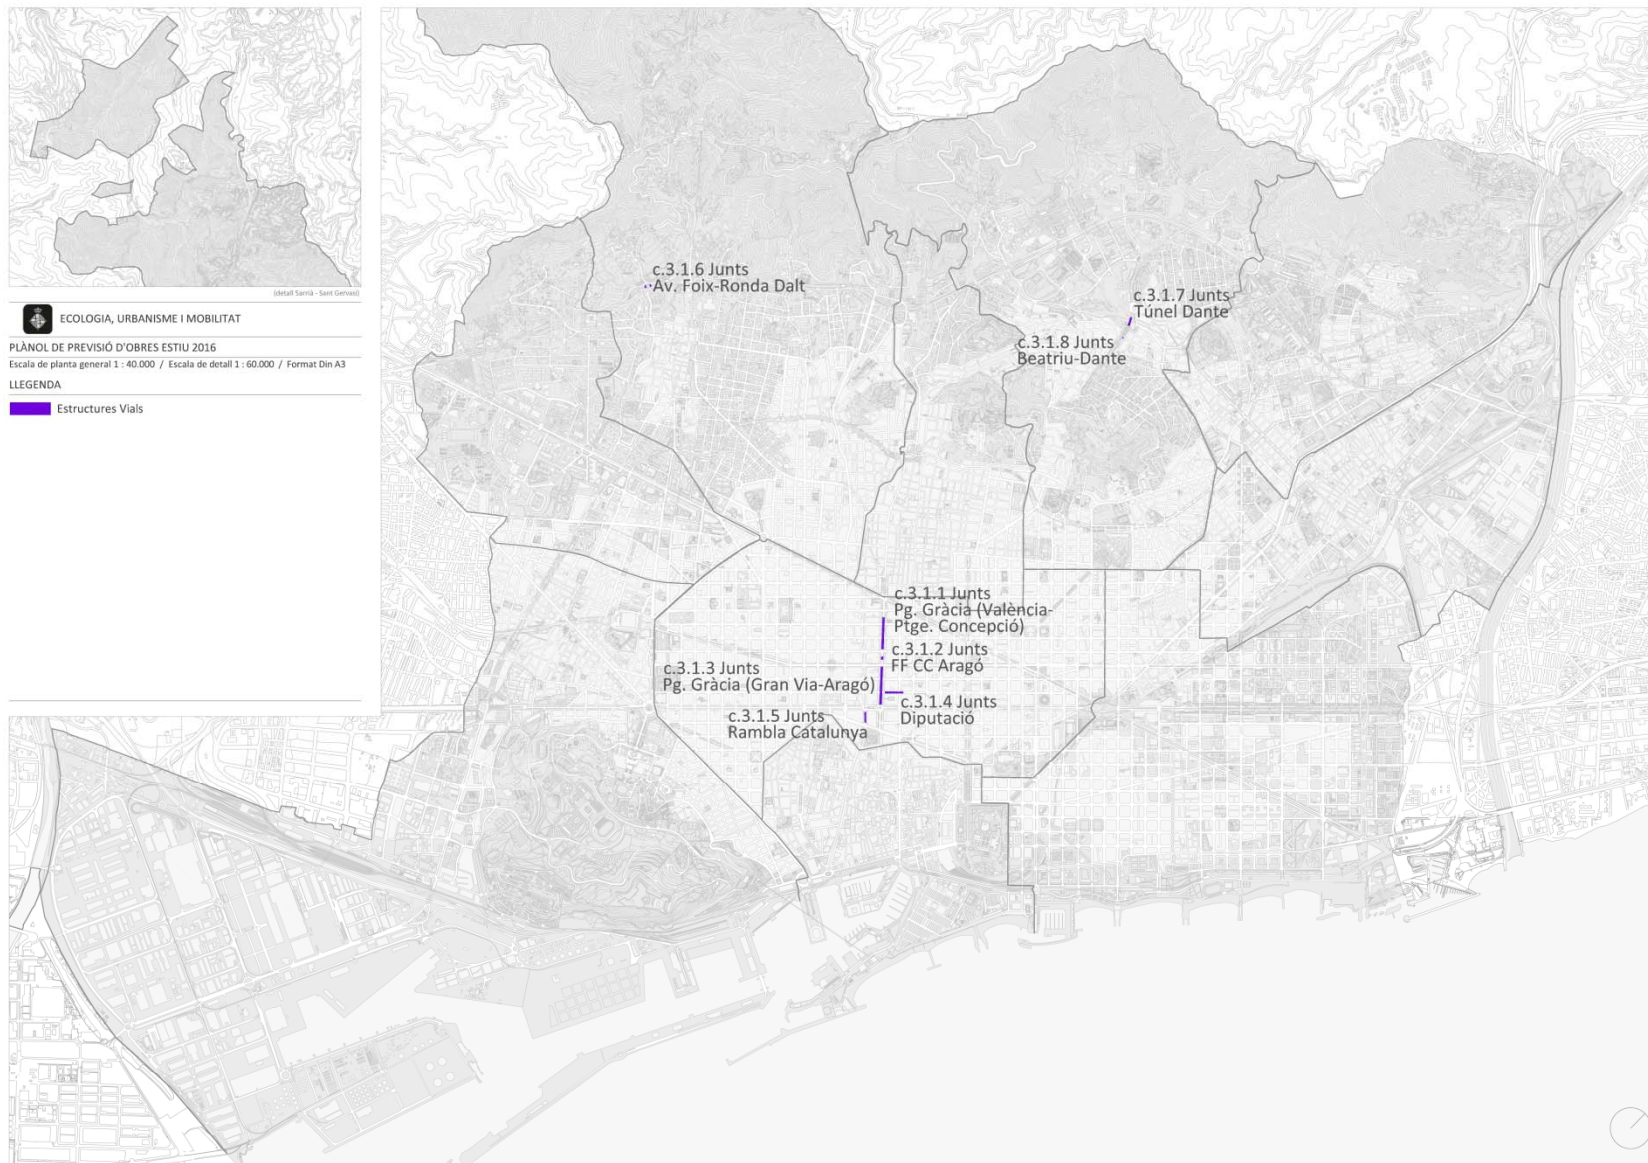 (detall Sarrià - Sant Gervasi)
ECOLOGIA, URBANISME I MOBILITAT
PLÀNOL DE PREVISIÓ D'OBRES ESTIU 2016
Escala de planta general 1 : 40.000 / Escala de detall 1 : 60.000 / Format Din A3
LLEGENDA
Estructures Vials
c.3.1.6 Junts
Av. Foix-Ronda Dalt
c.3.1.7 Junts
Túnel Dante
c.3.1.8 Junts
Beatriu-Dante
c.3.1.1 Junts
Pg. Gràcia (València-
Ptge. Concepció)
c.3.1.2 Junts
FF CC Aragó
c.3.1.3 Junts
Pg. Gràcia (Gran Via-Aragó)
c.3.1.4 Junts
Diputació
c.3.1.5 Junts
Rambla Catalunya